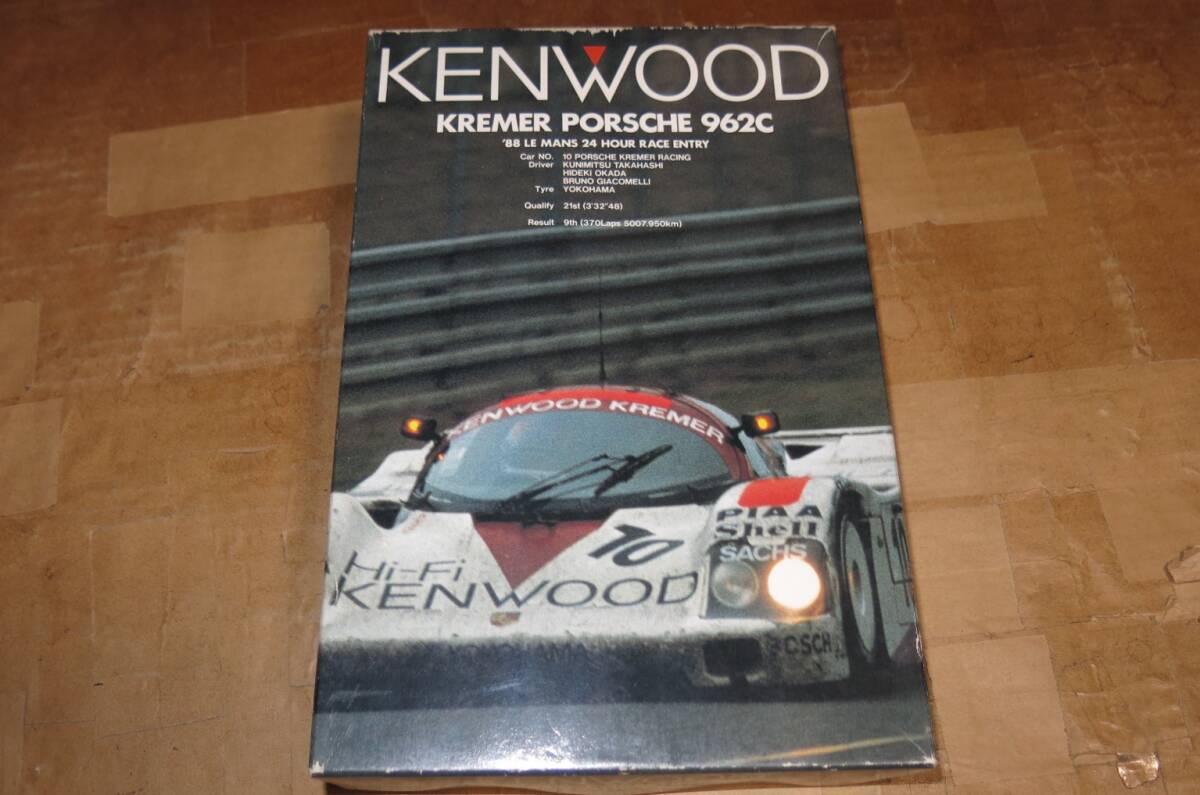 KENWOOD
KREMER PORSCHE 962C
'88 LE MANS 24 HOUR RACE ENTRY
Car NO. 10 PORSCHE KREMER RACING
Driver KUNIMITSU TAKAHASHI
HIDEKI OKADA
BRUNO GIACOMELLI
Tyre YOKOHAMA
Qualify 21st (3'32"48)
Result 9th (370Laps 5007.950km)
KENWOOD KREMER
PIAA
Shell
SACHS
10
Hi-Fi
KENWOOD
YOKOHAMA